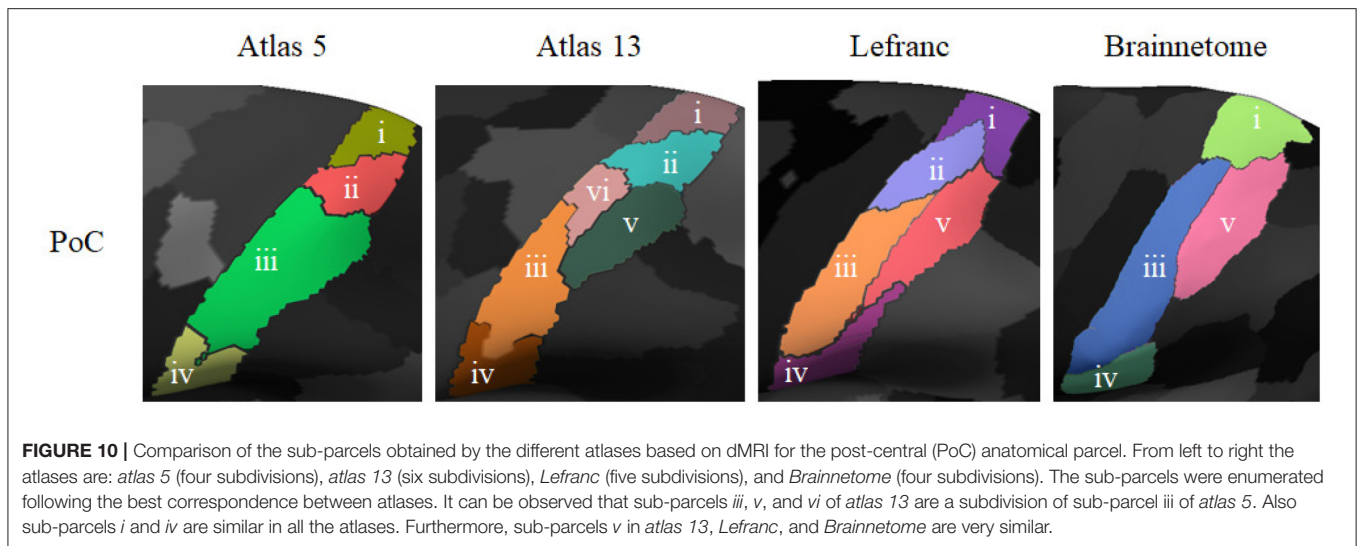 Atlas 5 Atlas 13 Lefranc Brainnetome
PoC
i
ii
iii
iv
i
ii
vi
v
iii
iv
i
ii
v
iii
iv
i
v
iii
iv
FIGURE 10 | Comparison of the sub-parcels obtained by the different atlases based on dMRI for the post-central (PoC) anatomical parcel. From left to right the
atlases are: atlas 5 (four subdivisions), atlas 13 (six subdivisions), Lefranc (five subdivisions), and Brainnetome (four subdivisions). The sub-parcels were enumerated
following the best correspondence between atlases. It can be observed that sub-parcels iii, v, and vi of atlas 13 are a subdivision of sub-parcel iii of atlas 5. Also
sub-parcels i and iv are similar in all the atlases. Furthermore, sub-parcels v in atlas 13, Lefranc, and Brainnetome are very similar.